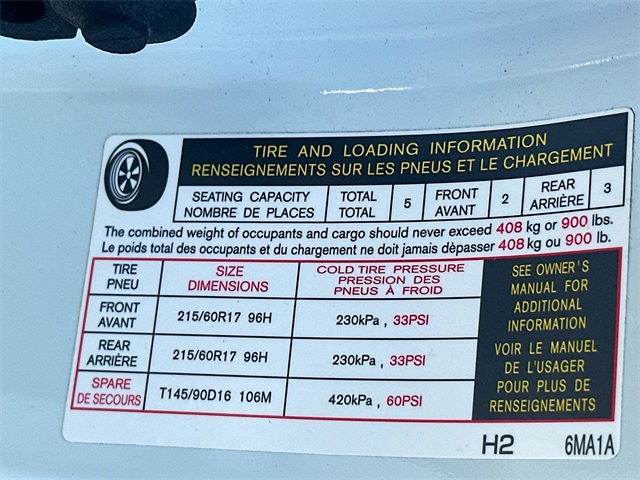 TIRE AND LOADING INFORMATION
RENSEIGNEMENTS SUR LES PNEUS ET LE CHARGEMENT
SEATING CAPACITY TOTAL 5 FRONT 2 REAR 3
NOMBRE DE PLACES TOTAL AVANT ARRIÈRE
The combined weight of occupants and cargo should never exceed 408 kg or 900 lbs.
Le poids total des occupants et du chargement ne doit jamais dèpasser 408 kg ou 900 lb.
TIRE
PNEU
SIZE
DIMENSIONS
COLD TIRE PRESSURE
PRESSION DES
PNEUS À FROID
FRONT
AVANT
215/60R17 96H
230kPa , 33PSI
REAR
ARRIÈRE
215/60R17 96H
230kPa , 33PSI
SPARE
DE SECOURS
T145/90D16 106M
420kPa , 60PSI
SEE OWNER'S
MANUAL FOR
ADDITIONAL
INFORMATION
VOIR LE MANUEL
DE L'USAGER
POUR PLUS DE
RENSEIGNEMENTS
H2 6MA1A